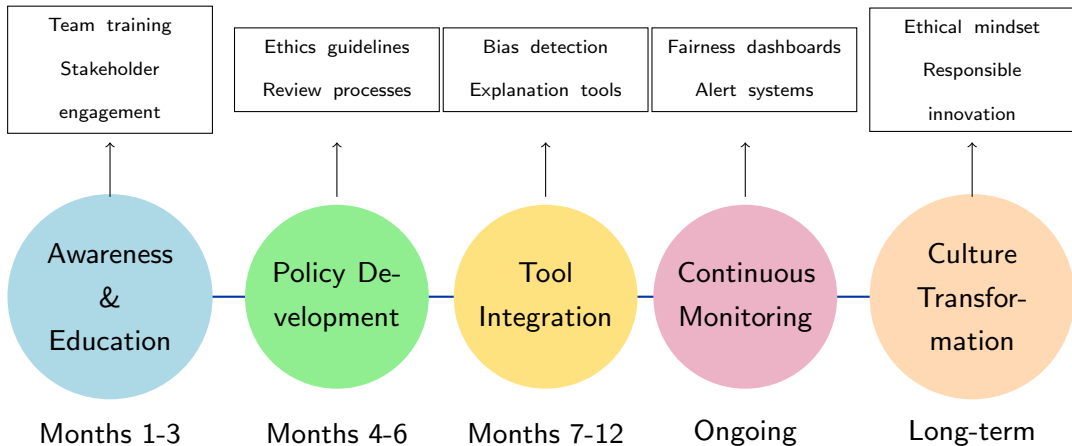 Team training
Stakeholder
engagement
Ethics guidelines
Review processes
Bias detection
Explanation tools
Fairness dashboards
Alert systems
Ethical mindset
Responsible
innovation
Awareness
&
Education
Policy De-
velopment
Tool
Integration
Continuous
Monitoring
Culture
Transfor-
mation
Months 1-3
Months 4-6
Months 7-12
Ongoing
Long-term